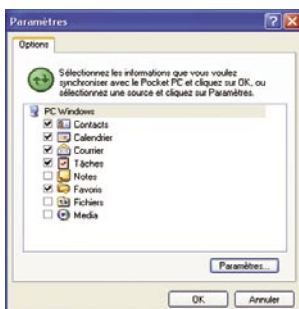 Paramètres
Options
Sélectionnez les informations que vous voulez
synchroniser avec le Pocket PC et cliquez sur OK, ou
sélectionnez une source et cliquez sur Paramètres.
PC Windows
Contacts
Calendrier
Courrier
Tâches
Notes
Favoris
Fichiers
Media
Paramètres...
OK
Annuler